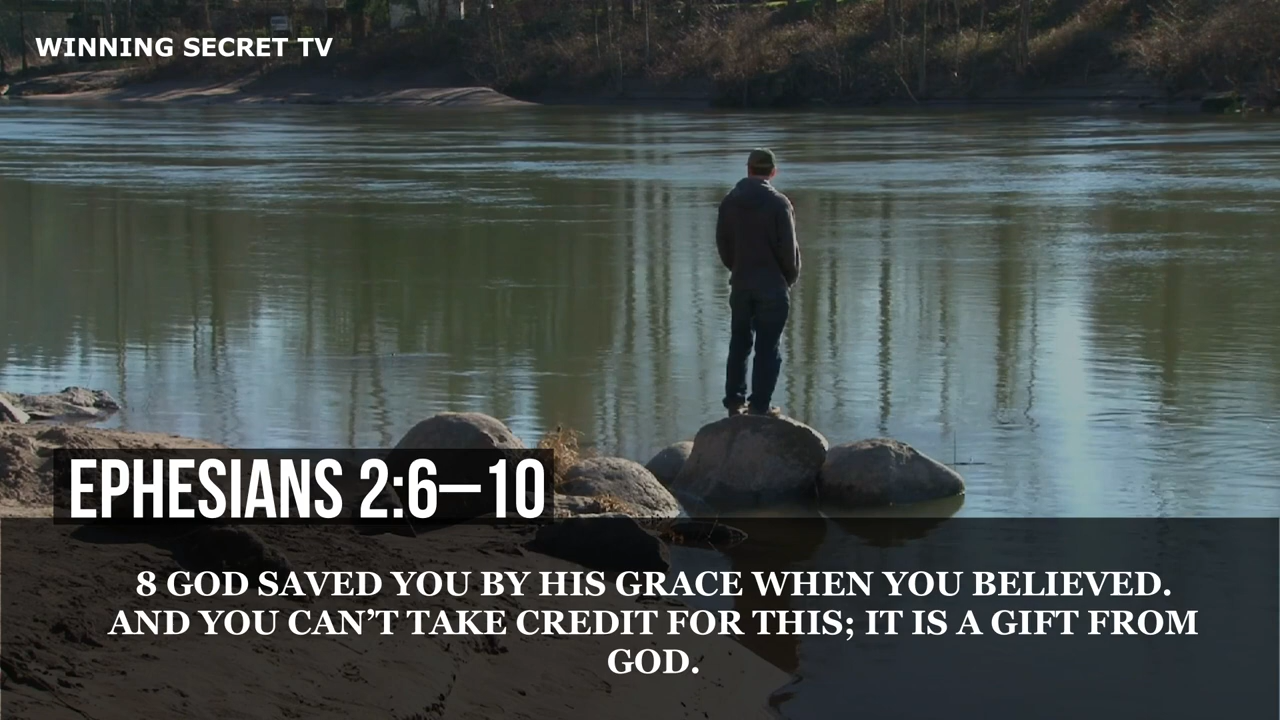 WINNING SECRET TV
EPHESIANS 2:6–10
8 GOD SAVED YOU BY HIS GRACE WHEN YOU BELIEVED.
AND YOU CAN’T TAKE CREDIT FOR THIS; IT IS A GIFT FROM
GOD.